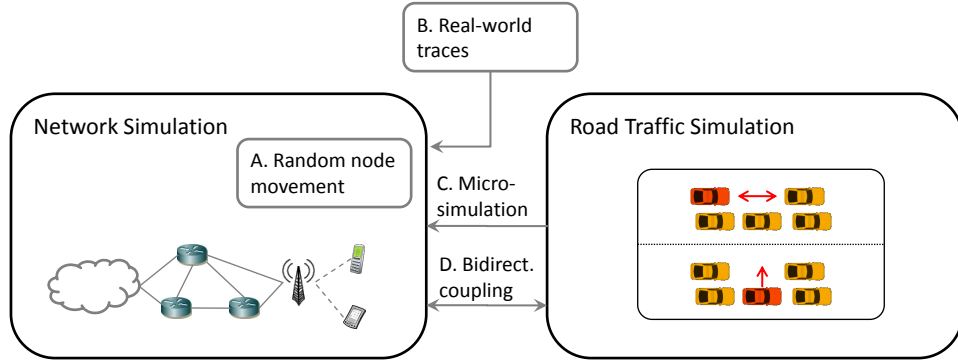 B. Real-world
traces
Network Simulation
Road Traffic Simulation
A. Random node
movement
C. Micro-
simulation
D. Bidirect.
coupling